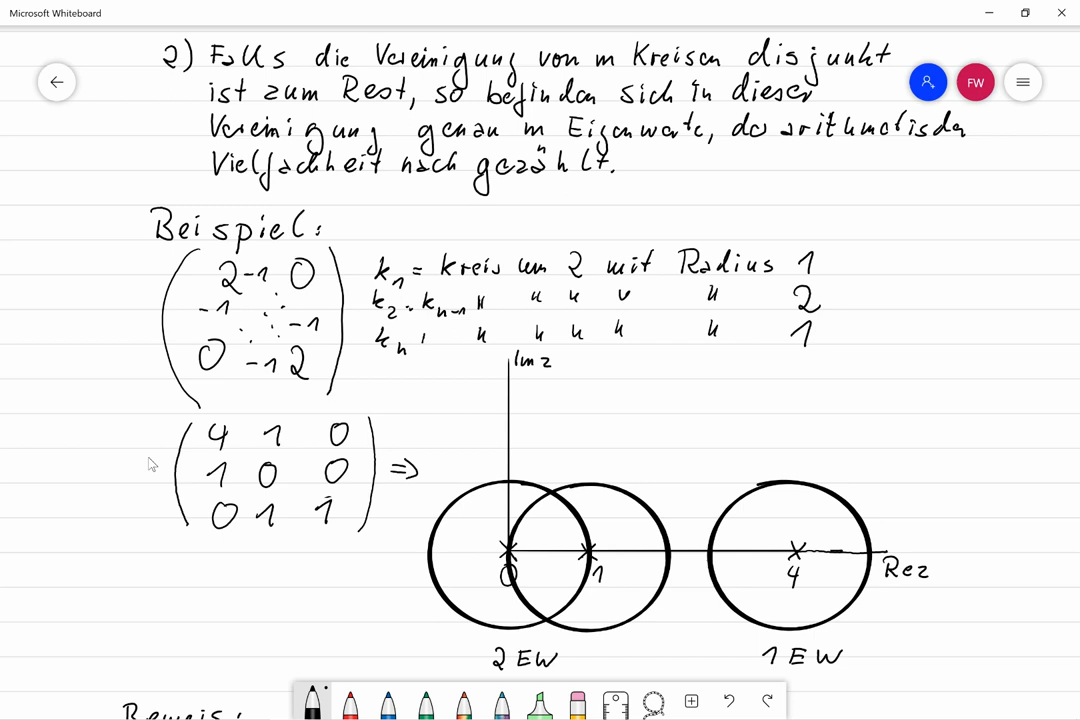 Microsoft Whiteboard
FW
2) Falls die Vereinigung von m Kreisen disjunkt
ist zum Rest, so befinden sich in dieser
Vereinigung genau m Eigenwerte, der arithmetischen
Vielfachheit nach gezählt.
Beispiel:
2 -1 0
-1 ⋱ ⋱ -1
0 -1 2
k₁ = kreis um 2 mit Radius 1
k₂ - kₙ₋₁ " " " " " 2
kₙ " " " " " 1
Im z
4 1 0
1 0 0 ⇒
0 1 1
0 1 4 Re z
2 EW 1 EW
Beweis: